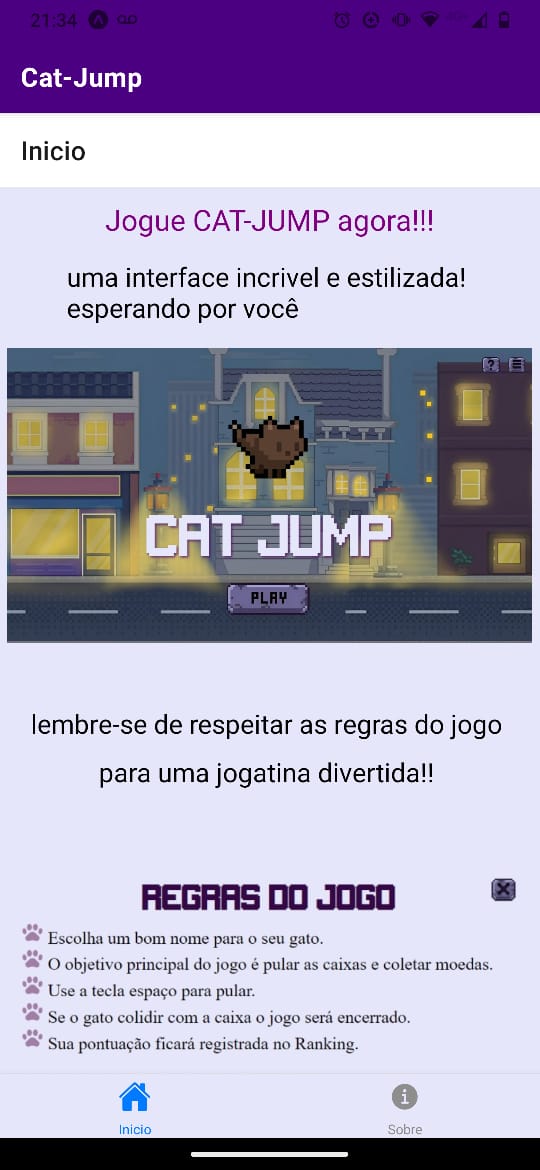 21:34
Cat-Jump
Inicio
Jogue CAT-JUMP agora!!!
uma interface incrivel e estilizada!
esperando por você
?
CAT JUMP
PLAY
lembre-se de respeitar as regras do jogo
para uma jogatina divertida!!
REGRAS DO JOGO
Escolha um bom nome para o seu gato.
O objetivo principal do jogo é pular as caixas e coletar moedas.
Use a tecla espaço para pular.
Se o gato colidir com a caixa o jogo será encerrado.
Sua pontuação ficará registrada no Ranking.
Inicio
Sobre